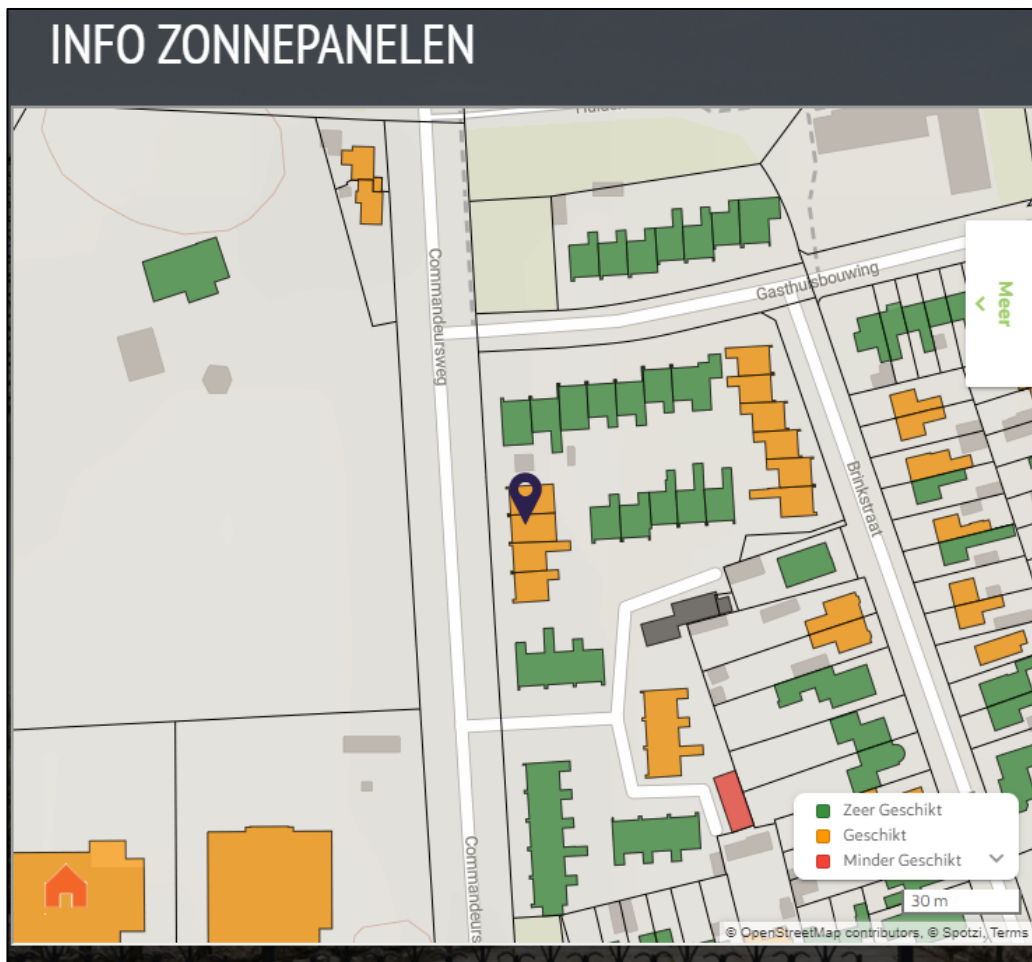 INFO ZONNEPANELEN
Commandeursweg
Gasthuisbouwing
Meer
Brinkstraat
Zeer Geschikt
Geschikt
Minder Geschikt
Commandeurs
30 m
© OpenStreetMap contributors, © Spotzi, Terms